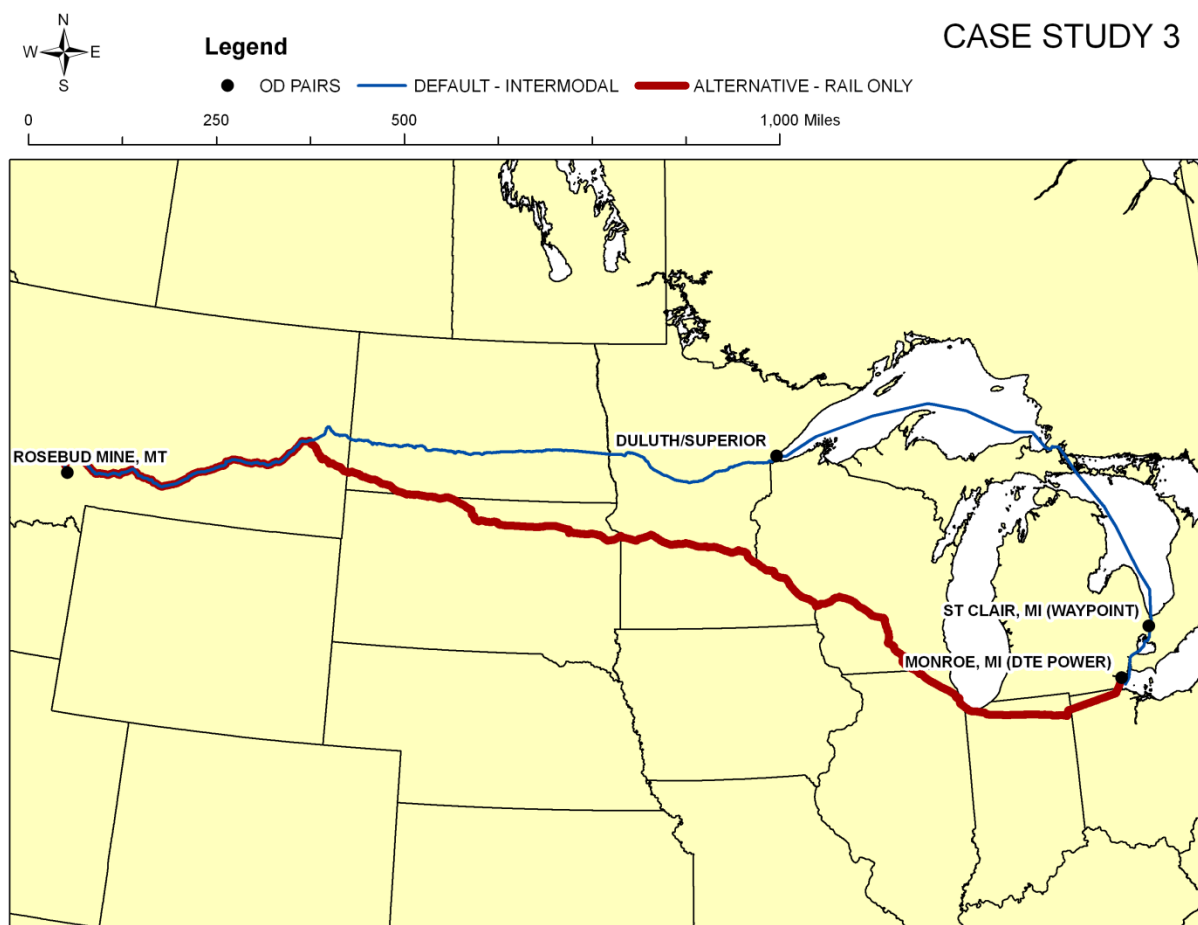 CASE STUDY 3
N
W E
S
Legend
OD PAIRS DEFAULT - INTERMODAL ALTERNATIVE - RAIL ONLY
0 250 500 1,000 Miles
DULUTH/SUPERIOR
ROSEBUD MINE, MT
ST CLAIR, MI (WAYPOINT)
MONROE, MI (DTE POWER)